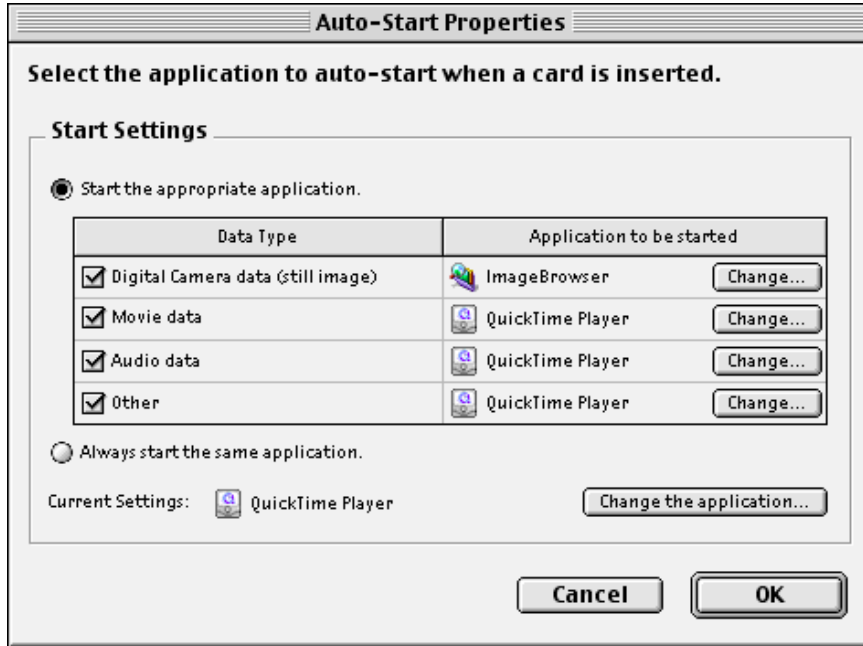 Auto-Start Properties
Select the application to auto-start when a card is inserted.
Start Settings
Start the appropriate application.
Data Type Application to be started
Digital Camera data (still image) ImageBrowser Change...
Movie data QuickTime Player Change...
Audio data QuickTime Player Change...
Other QuickTime Player Change...
Always start the same application.
Current Settings: QuickTime Player Change the application...
Cancel OK